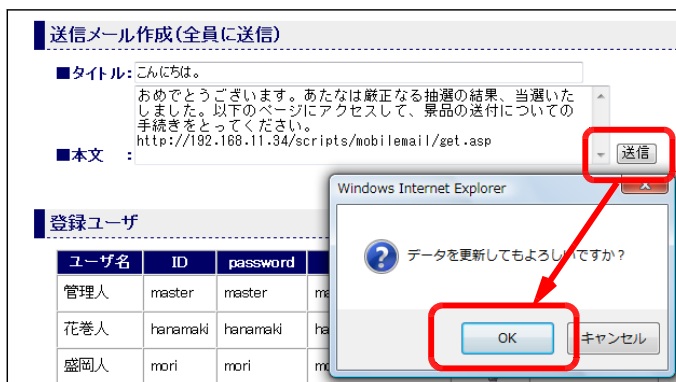 送信メール作成(全員に送信)
■タイトル:こんにちは。
おめでとうございます。あたなは厳正なる抽選の結果、当選いた
しました。以下のページにアクセスして、景品の送付についての
手続きをとってください。
http://192.168.11.34/scripts/mobilemail/get.asp
■本文 :
送信
Windows Internet Explorer
登録ユーザ
データを更新してもよろしいですか?
ユーザ名 ID password
管理人 master master
花巻人 hanamaki hanamaki ha
OK キャンセル
盛岡人 mori mori